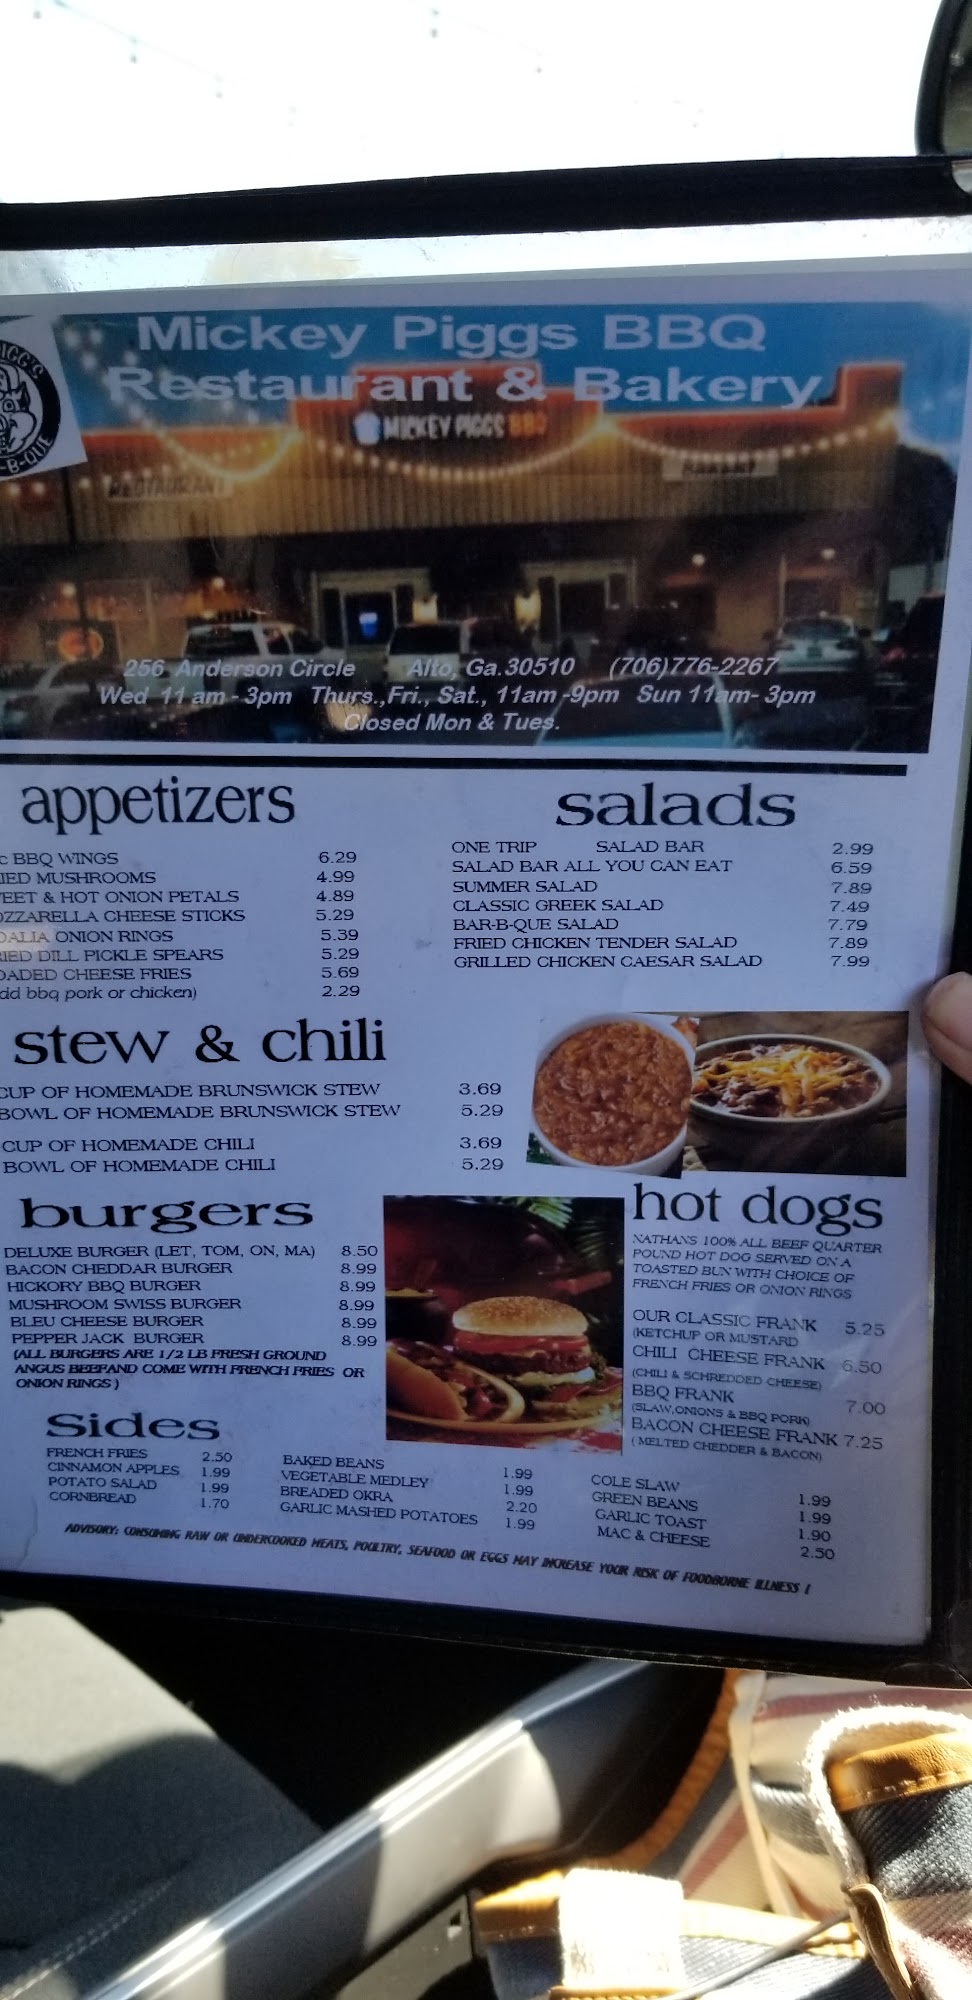 Mickey Piggs BBQ
Restaurant & Bakery
MICKEY PIGGS BBQ
RESTAURANT
BAKERY
256 Anderson Circle Alto, Ga.30510 (706)776-2267
Wed 11 am - 3pm Thurs.,Fri., Sat., 11am -9pm Sun 11am- 3pm
Closed Mon & Tues.
appetizers
BBQ WINGS 6.29
MUSHROOMS 4.99
& HOT ONION PETALS 4.89
CHEESE STICKS 5.29
ONION RINGS 5.39
DILL PICKLE SPEARS 5.29
CHEESE FRIES 5.69
bbq pork or chicken) 2.29
salads
ONE TRIP SALAD BAR 2.99
SALAD BAR ALL YOU CAN EAT 6.59
SUMMER SALAD 7.89
CLASSIC GREEK SALAD 7.49
BAR-B-QUE SALAD 7.79
FRIED CHICKEN TENDER SALAD 7.89
GRILLED CHICKEN CAESAR SALAD 7.99
stew & chili
CUP OF HOMEMADE BRUNSWICK STEW 3.69
BOWL OF HOMEMADE BRUNSWICK STEW 5.29
CUP OF HOMEMADE CHILI 3.69
BOWL OF HOMEMADE CHILI 5.29
burgers
DELUXE BURGER (LET, TOM, ON, MA) 8.50
BACON CHEDDAR BURGER 8.99
HICKORY BBQ BURGER 8.99
MUSHROOM SWISS BURGER 8.99
BLEU CHEESE BURGER 8.99
PEPPER JACK BURGER 8.99
(ALL BURGERS ARE 1/2 LB FRESH GROUND
ANGUS BEEFAND COME WITH FRENCH FRIES OR
ONION RINGS )
hot dogs
NATHANS 100% ALL BEEF QUARTER
POUND HOT DOG SERVED ON A
TOASTED BUN WITH CHOICE OF
FRENCH FRIES OR ONION RINGS
OUR CLASSIC FRANK 5.25
(KETCHUP OR MUSTARD
CHILI CHEESE FRANK 6.50
(CHILI & SCHREDDED CHEESE)
BBQ FRANK 7.00
(SLAW,ONIONS & BBQ PORK)
BACON CHEESE FRANK 7.25
( MELTED CHEDDER & BACON)
Sides
FRENCH FRIES 2.50
CINNAMON APPLES 1.99
POTATO SALAD 1.99
CORNBREAD 1.70
BAKED BEANS 1.99
VEGETABLE MEDLEY 1.99
BREADED OKRA 2.20
GARLIC MASHED POTATOES 1.99
COLE SLAW 1.99
GREEN BEANS 1.99
GARLIC TOAST 1.90
MAC & CHEESE 2.50
ADVISORY: CONSUMING RAW OR UNDERCOOKED MEATS, POULTRY, SEAFOOD OR EGGS MAY INCREASE YOUR RISK OF FOODBORNE ILLNESS !